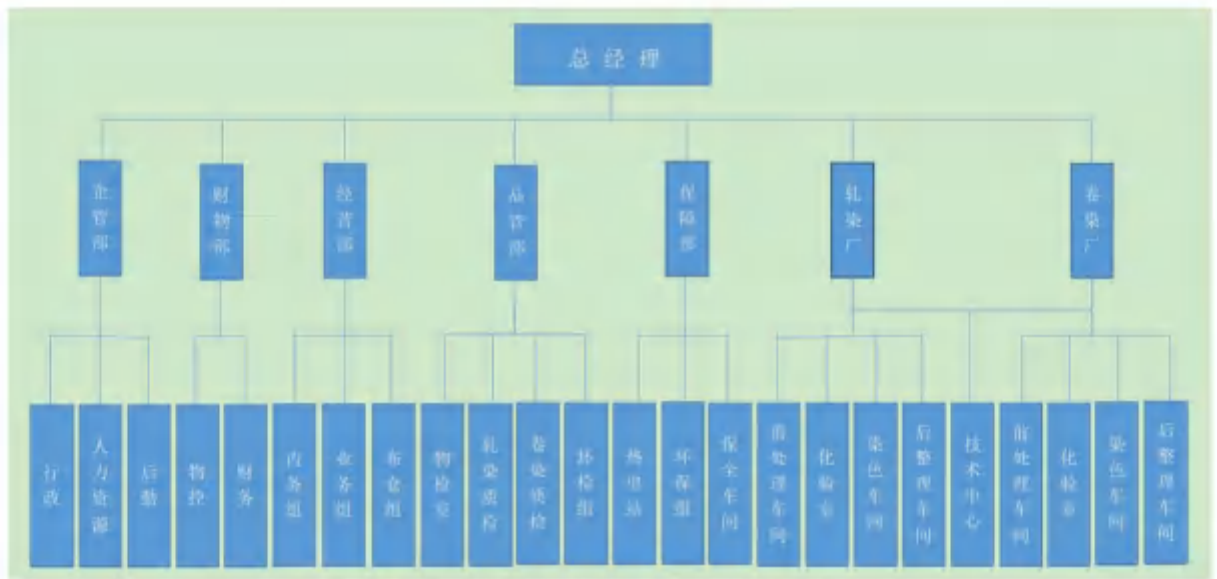 总经理
企管部
财物部
经营部
品管部
保障部
轧染厂
卷染厂
行政
人力资源
后勤
物控
财务
内务组
业务组
布仓组
物检室
轧染质检
卷染质检
坯检组
热电站
环保组
保全车间
前处理车间
化验室
染色车间
后整理车间
技术中心
前处理车间
化验室
染色车间
后整理车间